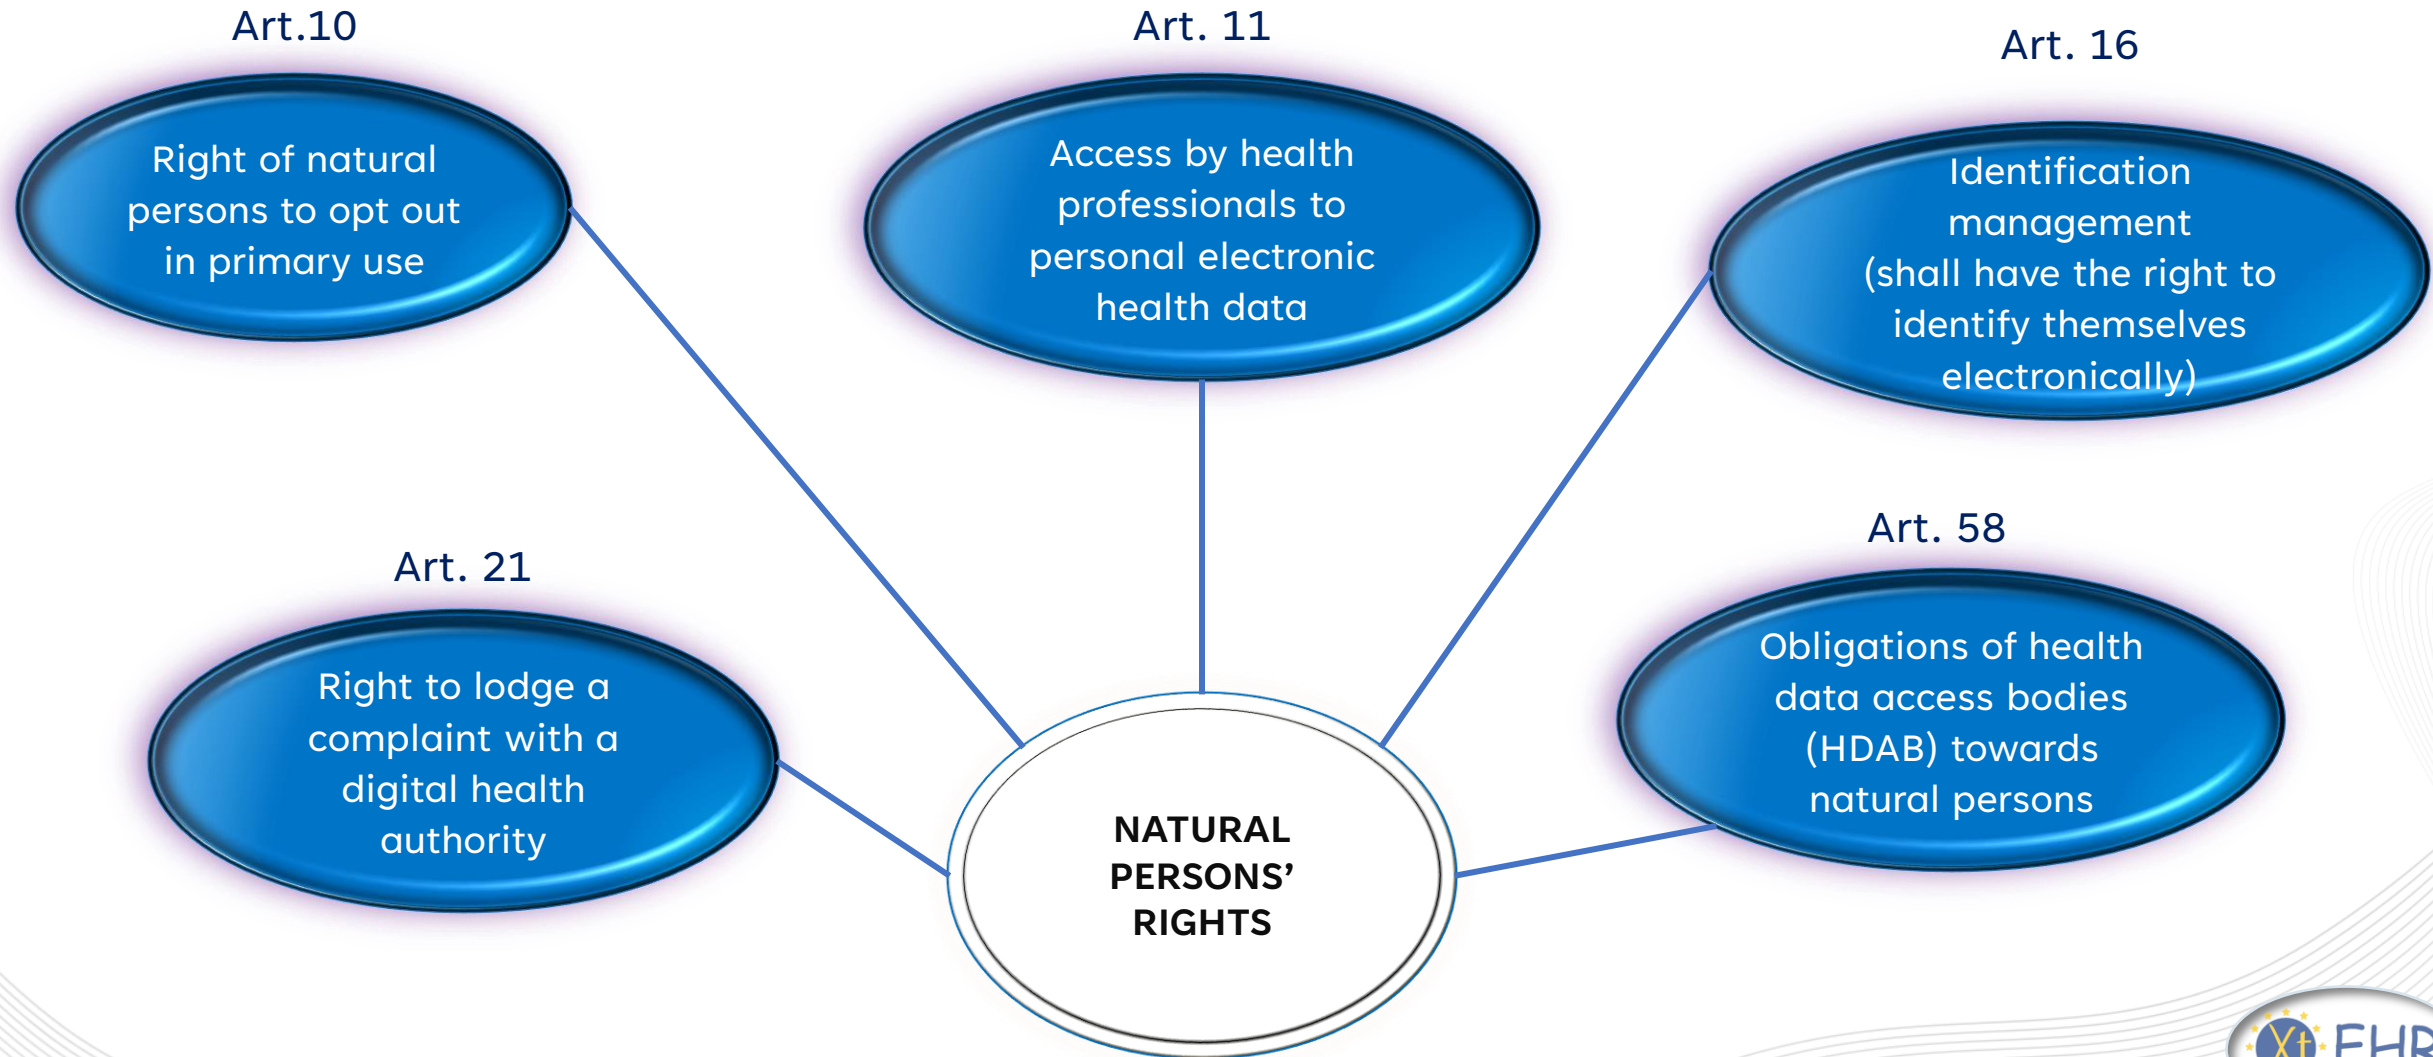 Art.10
Right of natural
persons to opt out
in primary use
Art. 11
Access by health
professionals to
personal electronic
health data
Art. 16
Identification
management
(shall have the right to
identify themselves
electronically)
Art. 21
Right to lodge a
complaint with a
digital health
authority
Art. 58
Obligations of health
data access bodies
(HDAB) towards
natural persons
NATURAL
PERSONS’
RIGHTS
Xt EHR